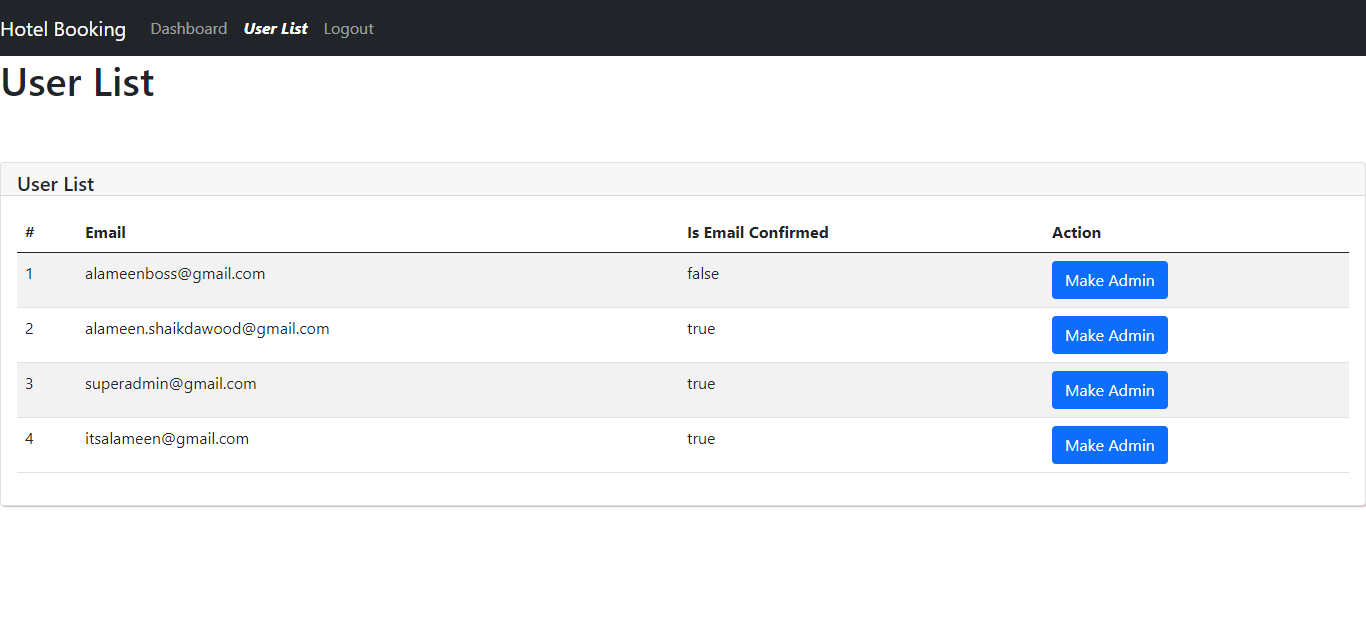 Hotel Booking Dashboard User List Logout
User List
User List
# Email Is Email Confirmed Action
1 alameenboss@gmail.com false Make Admin
2 alameen.shaikdawood@gmail.com true Make Admin
3 superadmin@gmail.com true Make Admin
4 itsalameen@gmail.com true Make Admin